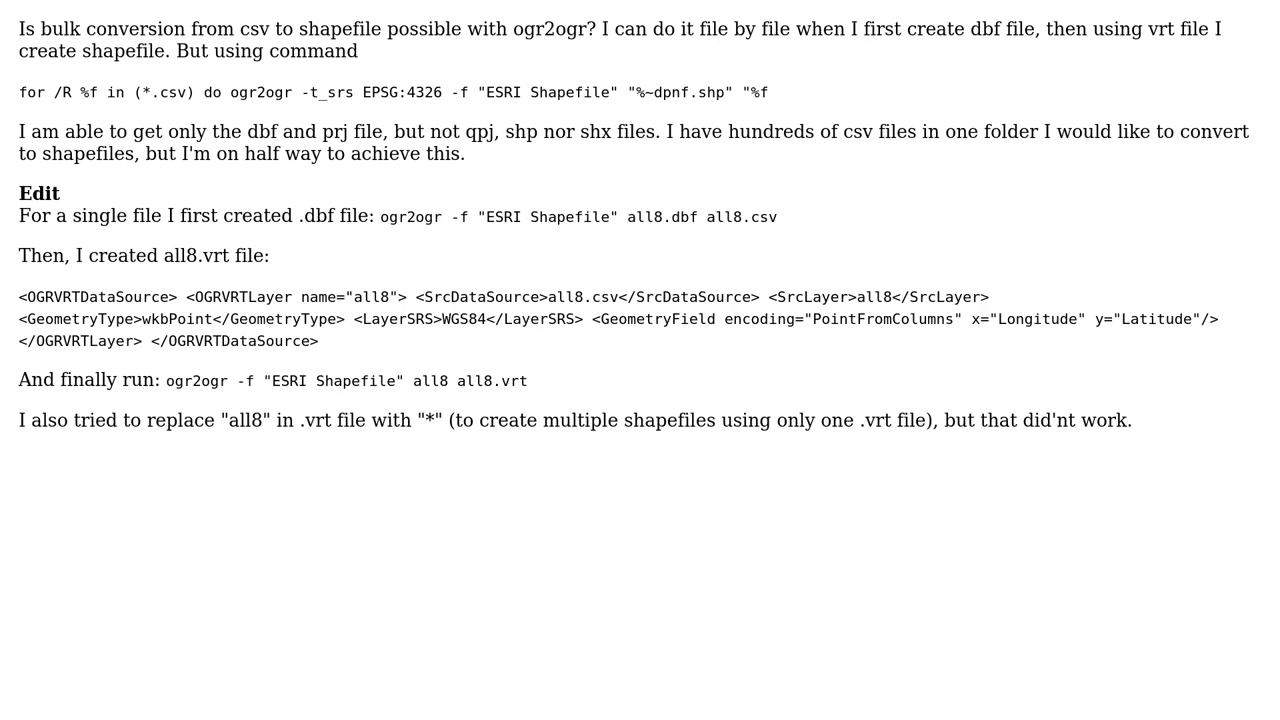 Is bulk conversion from csv to shapefile possible with ogr2ogr? I can do it file by file when I first create dbf file, then using vrt file I
create shapefile. But using command
for /R %f in (*.csv) do ogr2ogr -t_srs EPSG:4326 -f "ESRI Shapefile" "%~dpnf.shp" "%f
I am able to get only the dbf and prj file, but not qpj, shp nor shx files. I have hundreds of csv files in one folder I would like to convert
to shapefiles, but I'm on half way to achieve this.
Edit
For a single file I first created .dbf file: ogr2ogr -f "ESRI Shapefile" all8.dbf all8.csv
Then, I created all8.vrt file:
<OGRVRTDataSource> <OGRVRTLayer name="all8"> <SrcDataSource>all8.csv</SrcDataSource> <SrcLayer>all8</SrcLayer>
<GeometryType>wkbPoint</GeometryType> <LayerSRS>WGS84</LayerSRS> <GeometryField encoding="PointFromColumns" x="Longitude" y="Latitude"/>
</OGRVRTLayer> </OGRVRTDataSource>
And finally run: ogr2ogr -f "ESRI Shapefile" all8 all8.vrt
I also tried to replace "all8" in .vrt file with "*" (to create multiple shapefiles using only one .vrt file), but that did'nt work.